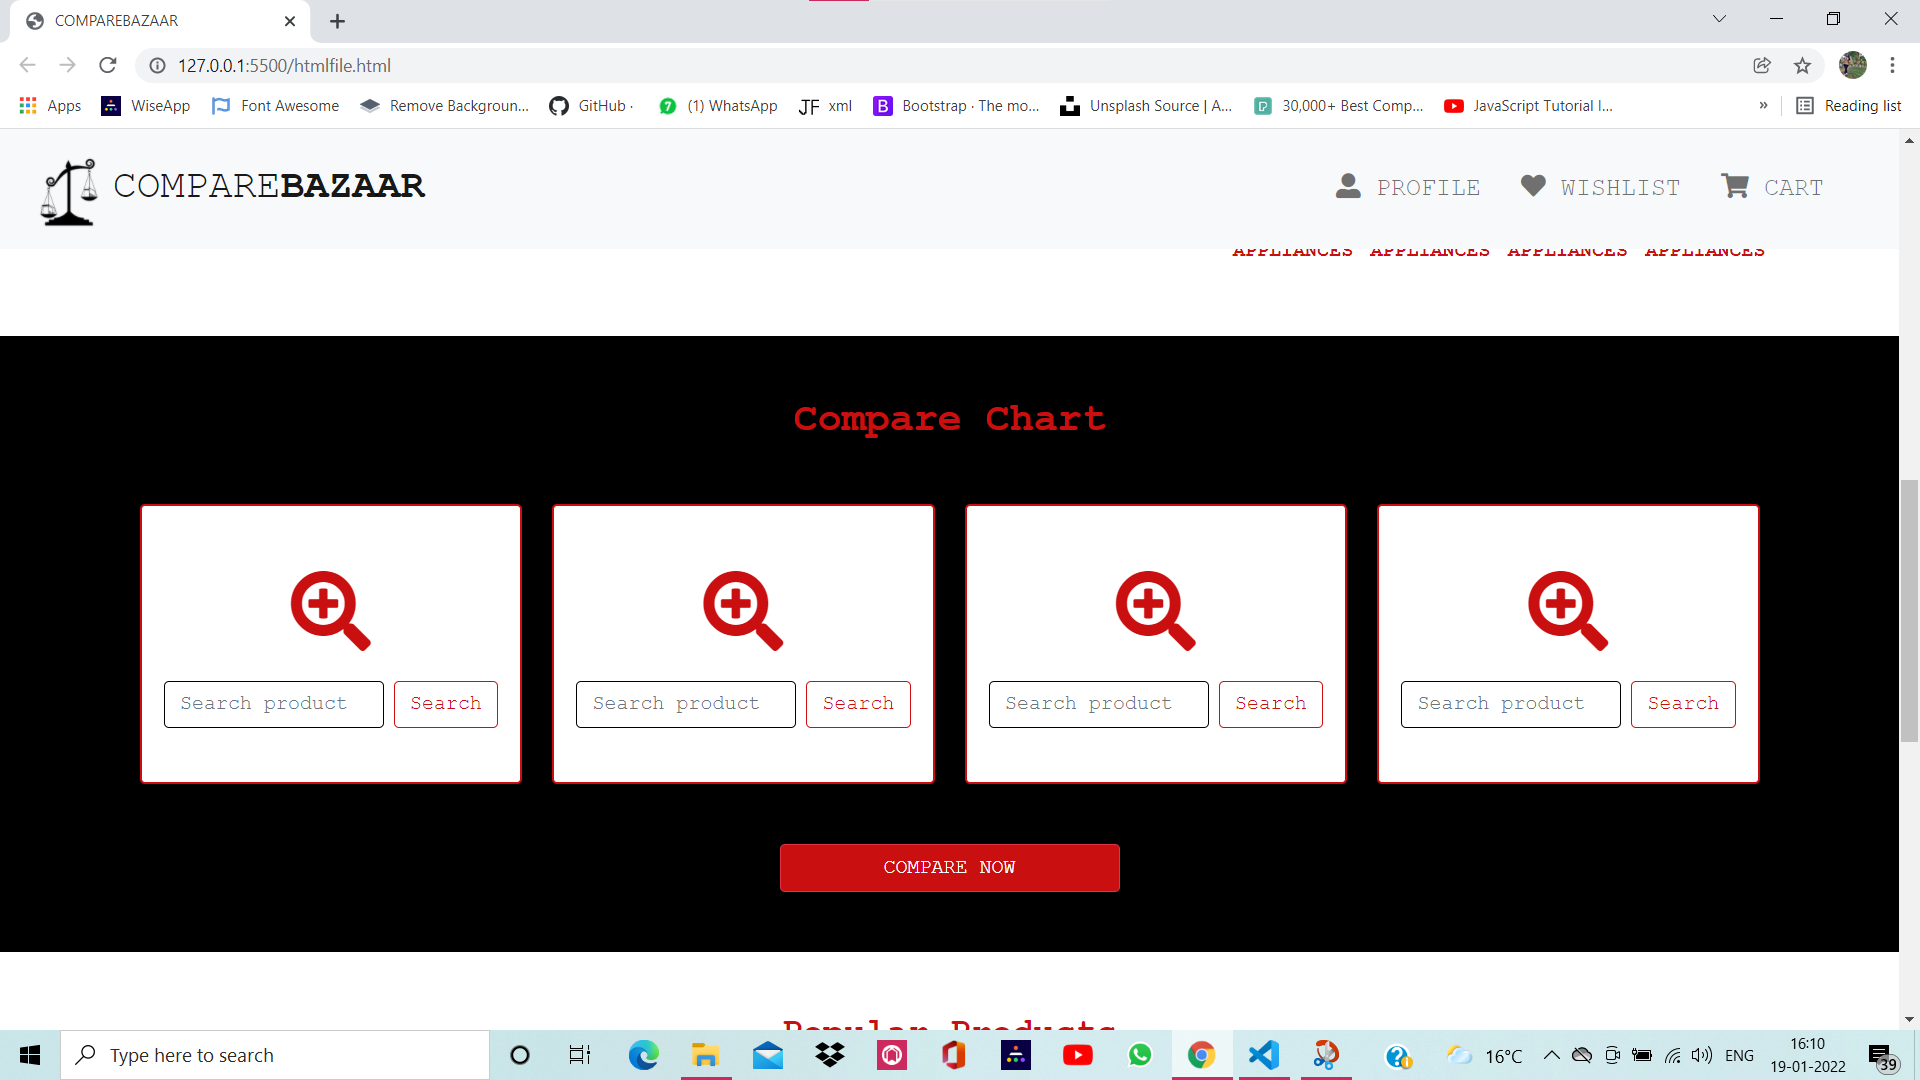 COMPAREBAZAAR
127.0.0.1:5500/htmlfile.html
Apps WiseApp Font Awesome Remove Backgroun... GitHub · (1) WhatsApp JF xml Bootstrap · The mo... Unsplash Source | A... 30,000+ Best Comp... JavaScript Tutorial I... » Reading list
COMPAREBAZAAR PROFILE WISHLIST CART
APPLIANCES APPLIANCES APPLIANCES APPLIANCES
Compare Chart
Search product Search Search product Search Search product Search Search product Search
COMPARE NOW
Popular Products
Type here to search 16°C ENG 16:10
19-01-2022 39